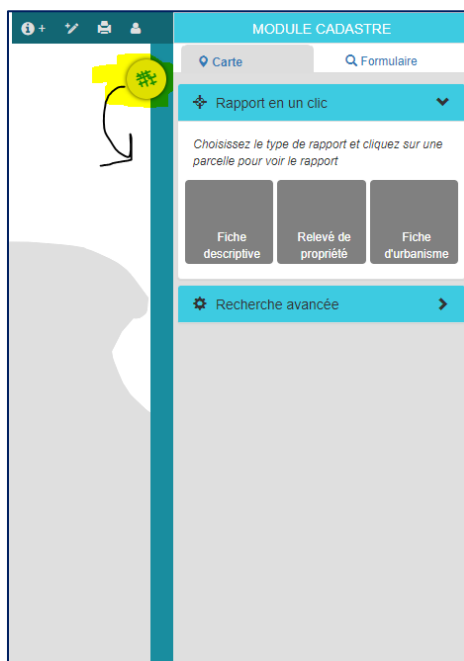 MODULE CADASTRE
Carte
Formulaire
Rapport en un clic
Choisissez le type de rapport et cliquez sur une
parcelle pour voir le rapport
Fiche
descriptive
Relevé de
propriété
Fiche
d'urbanisme
Recherche avancée